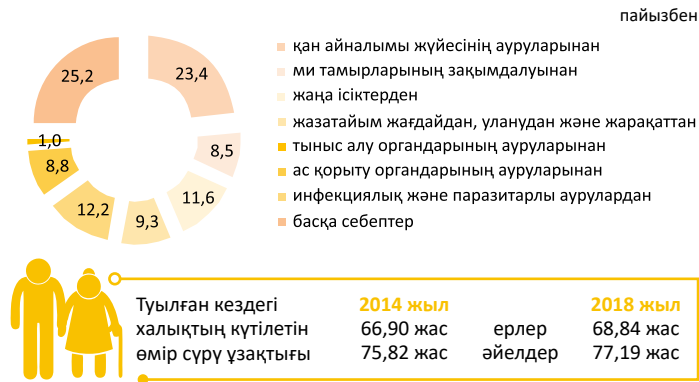 пайызбен
25,2
23,4
1,0
8,8
8,5
12,2
9,3
11,6
қан айналымы жүйесінің ауруларынан
ми тамырларының зақымдалуынан
жаңа ісіктерден
жазатайым жағдайдан, уланудан және жарақаттан
тыныс алу органдарының ауруларынан
ас қорыту органдарының ауруларынан
инфекциялық және паразитарлы аурулардан
басқа себептер
Туылған кездегі 2014 жыл 2018 жыл
халықтың күтілетін 66,90 жас ерлер 68,84 жас
өмір сүрү ұзақтығы 75,82 жас әйелдер 77,19 жас